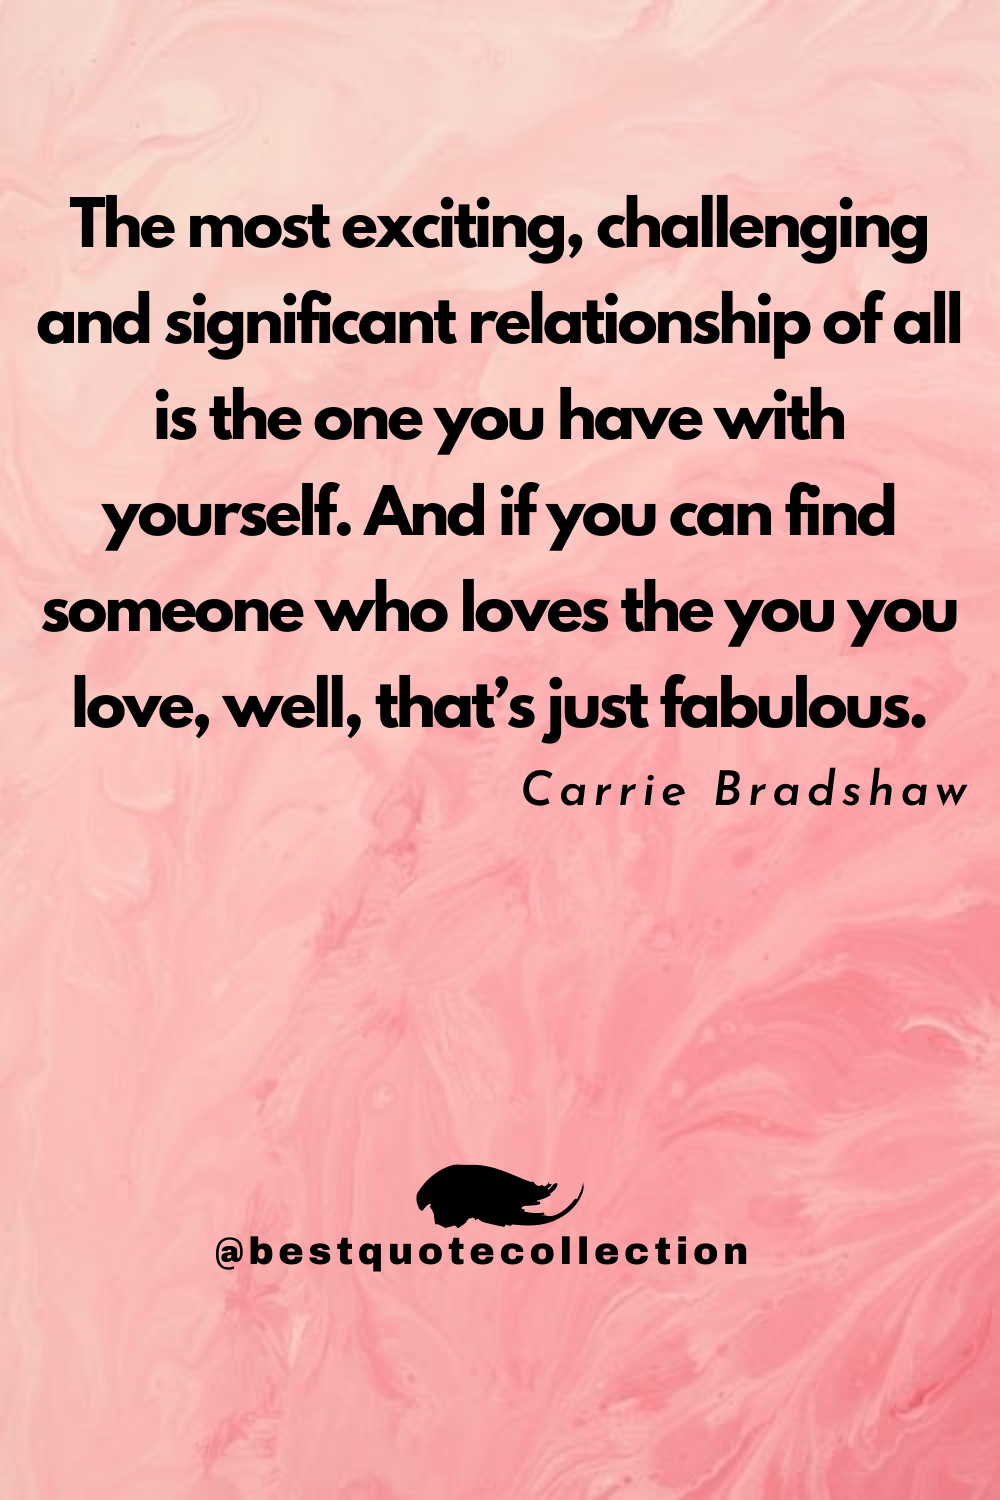 The most exciting, challenging
and significant relationship of all
is the one you have with
yourself. And if you can find
someone who loves the you you
love, well, that’s just fabulous.
Carrie Bradshaw
@bestquotecollection